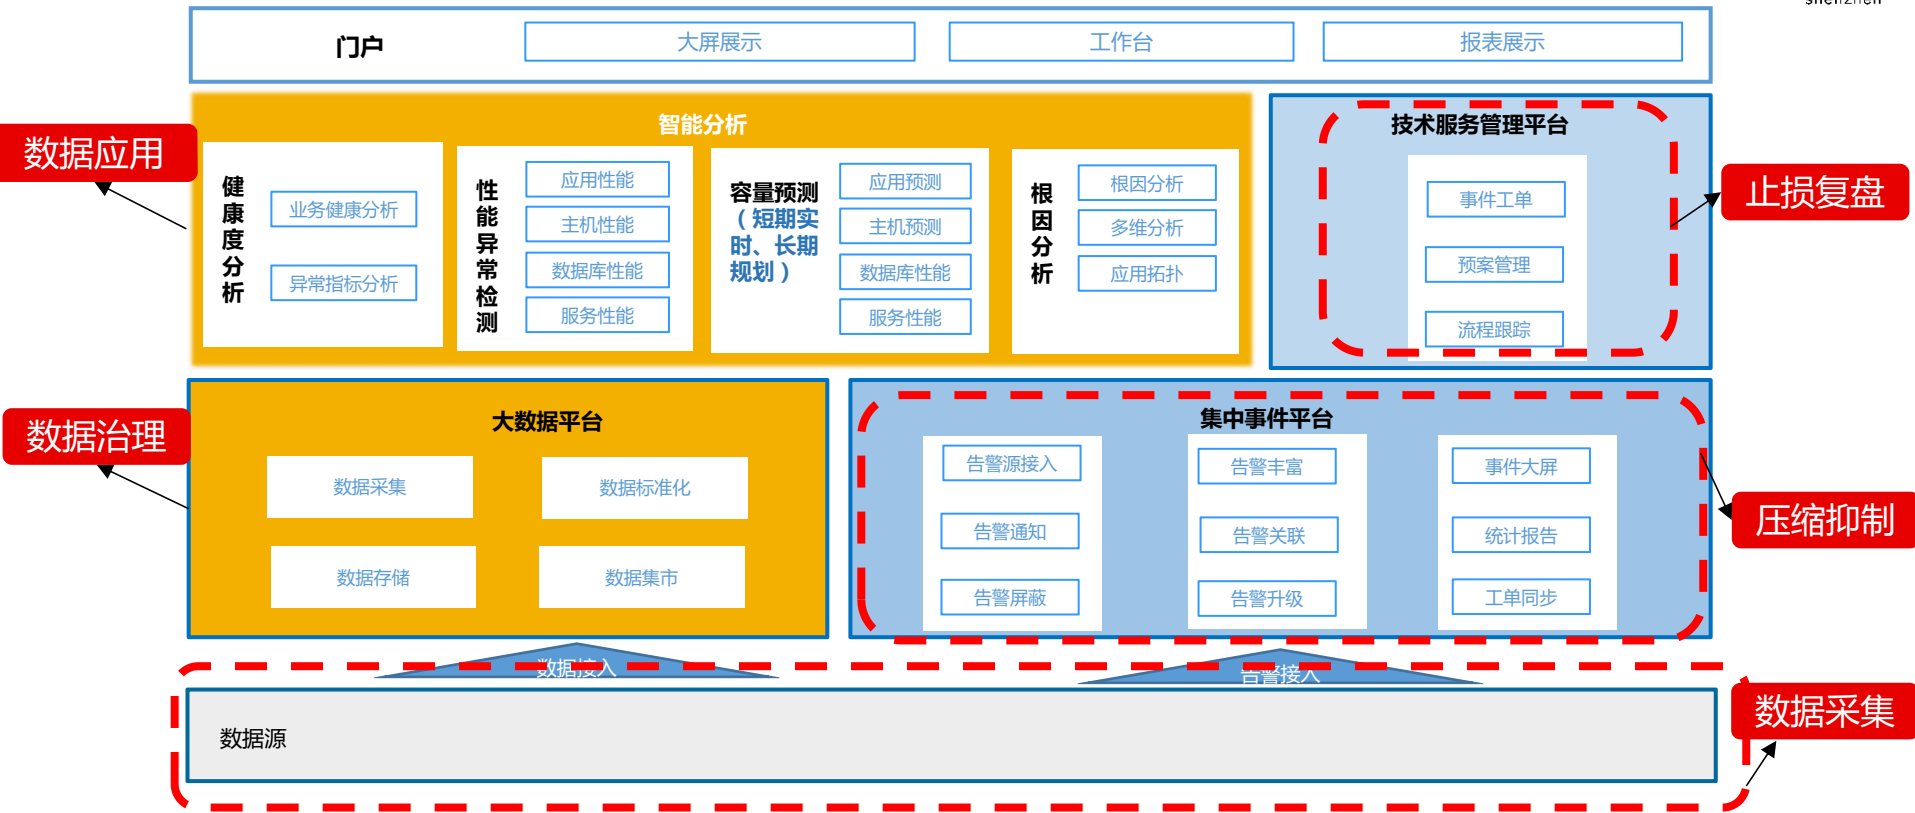 shenzhen
门户
大屏展示
工作台
报表展示
数据应用
智能分析
健康度分析
业务健康分析
异常指标分析
性能异常检测
应用性能
主机性能
数据库性能
服务性能
容量预测
（短期实
时、长期
规划）
应用预测
主机预测
数据库性能
服务性能
根因分析
根因分析
多维分析
应用拓扑
技术服务管理平台
事件工单
预案管理
流程跟踪
止损复盘
数据治理
大数据平台
数据采集
数据标准化
数据存储
数据集市
集中事件平台
告警源接入
告警通知
告警屏蔽
告警丰富
告警关联
告警升级
事件大屏
统计报告
工单同步
压缩抑制
数据接入
告警接入
数据源
数据采集